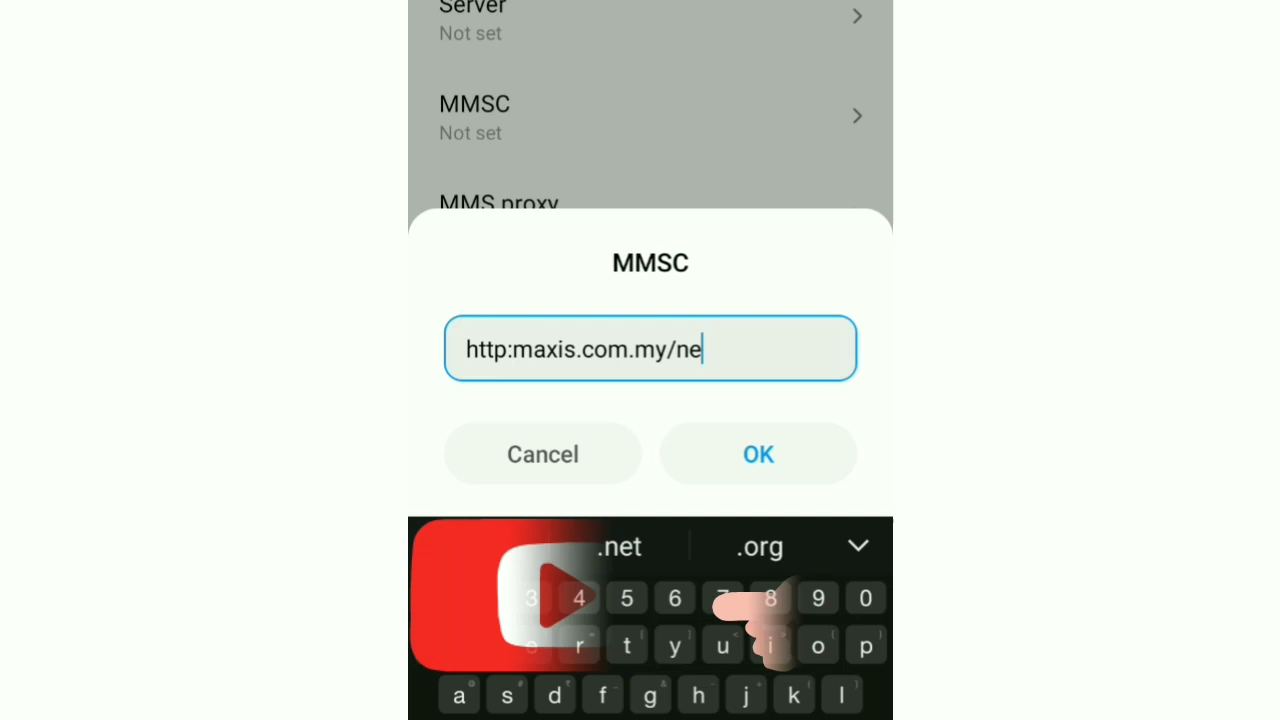 Server
Not set
MMSC
Not set
MMS proxy
MMSC
http:maxis.com.my/ne
Cancel
OK
.net
.org
3 4 5 6 7 8 9 0
e r t y u i o p
a s d f g h j k l